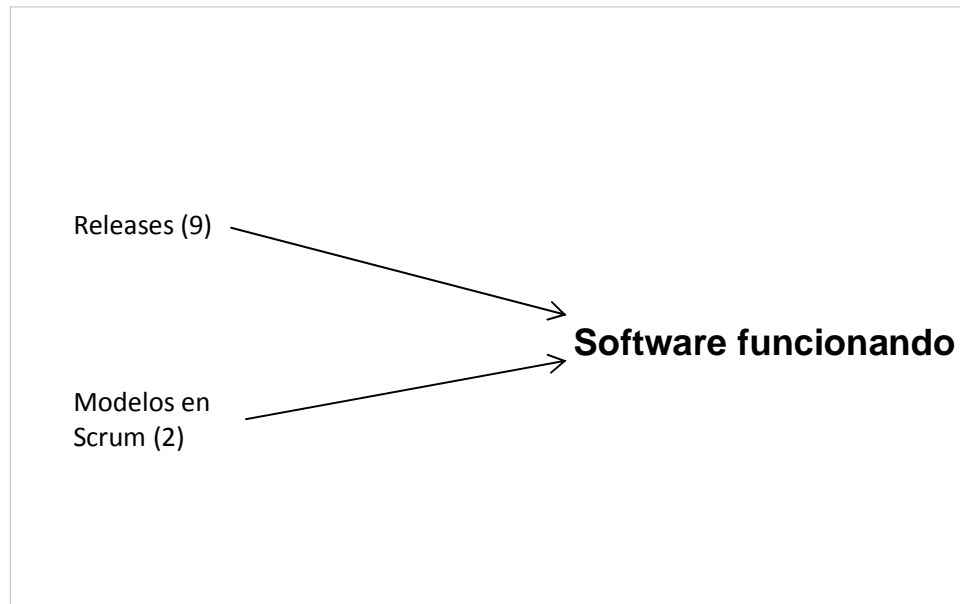 Releases (9)
Software funcionando
Modelos en
Scrum (2)